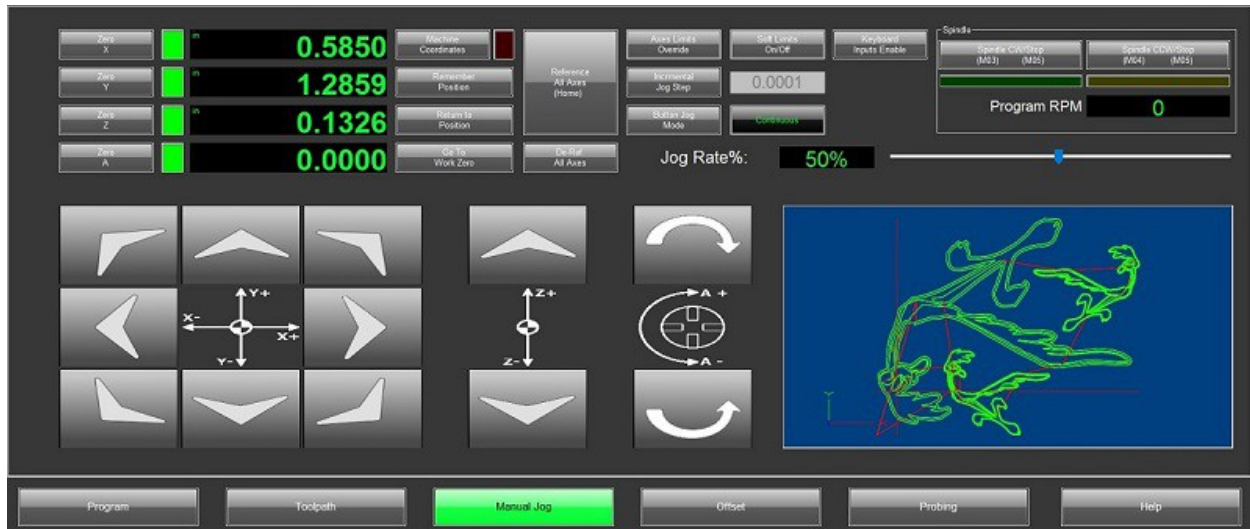 Zero
X
in
0.5850
Machine
Coordinates
Zero
Y
in
1.2859
Remember
Position
Zero
Z
in
0.1326
Return to
Position
Zero
A
0.0000
Go To
Work Zero
Reference
All Axes
(Home)
De-Ref
All Axes
Axes Limits
Override
Soft Limits
On/Off
Keyboard
Inputs Enable
Incremental
Jog Step
0.0001
Button Jog
Mode
Continuous
Jog Rate%:
50%
Spindle
Spindle CW/Stop
(M03) (M05)
Spindle CCW/Stop
(M04) (M05)
Program RPM
0
Y+
X-
X+
Y-
Z+
Z-
A +
A -
Y
Program
Toolpath
Manual Jog
Offset
Probing
Help